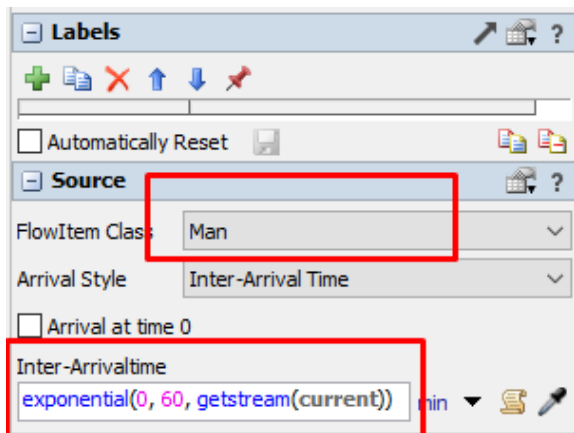 Labels
?
Automatically Reset
Source ?
FlowItem Class Man
Arrival Style Inter-Arrival Time
Arrival at time 0
Inter-Arrivaltime
exponential(0, 60, getstream(current)) min